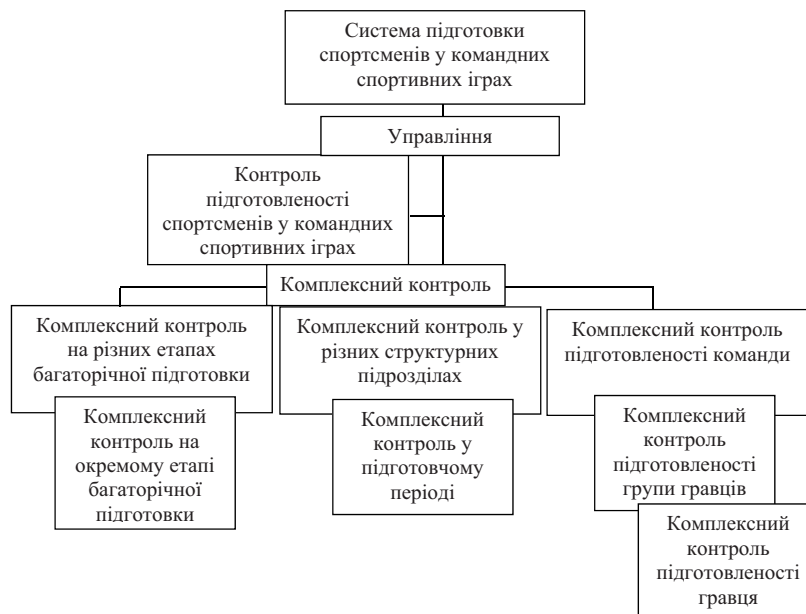 Система підготовки
спортсменів у командних
спортивних іграх
Управління
Контроль
підготовленості
спортсменів у командних
спортивних іграх
Комплексний контроль
Комплексний контроль
на різних етапах
багаторічної підготовки
Комплексний контроль у
різних структурних
підрозділах
Комплексний контроль
підготовленості команди
Комплексний
контроль на
окремому етапі
багаторічної
підготовки
Комплексний
контроль у
підготовчому
періоді
Комплексний
контроль
підготовленості
групи гравців
Комплексний
контроль
підготовленості
гравця